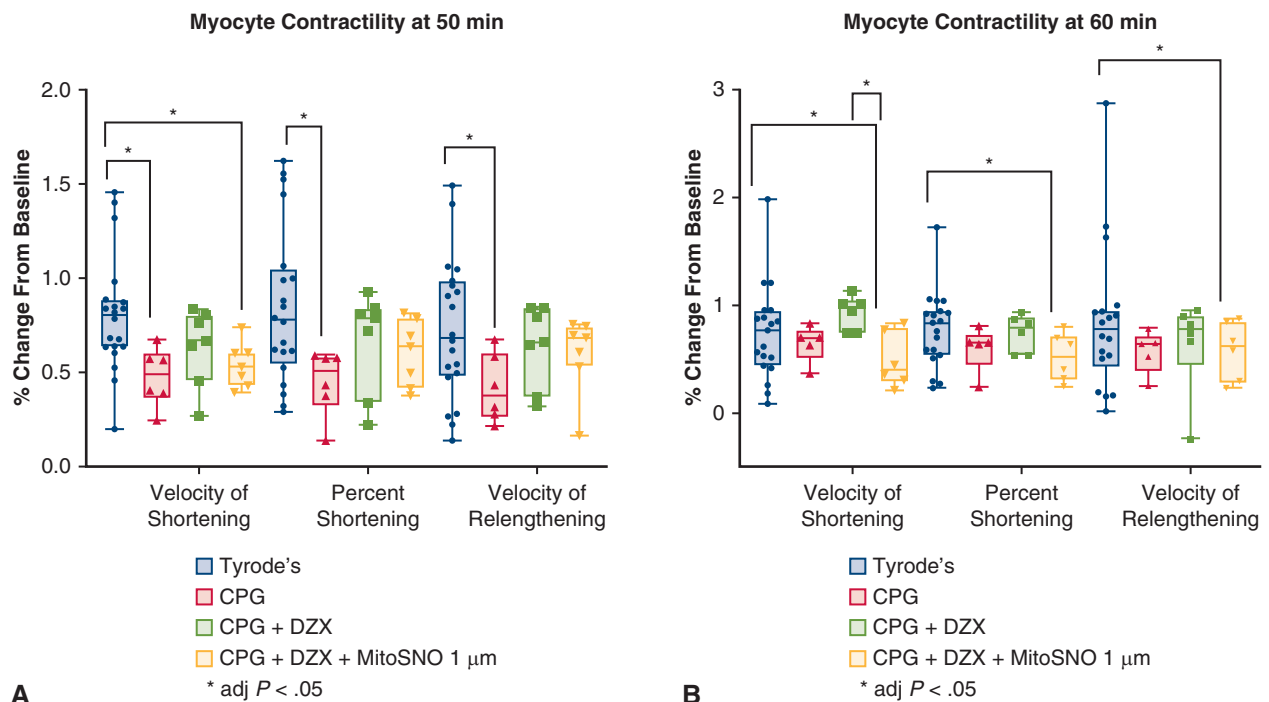 Myocyte Contractility at 50 min
% Change From Baseline
2.0
1.5
1.0
0.5
0.0
*
*
*
*
Velocity of
Shortening
Percent
Shortening
Velocity of
Relengthening
Tyrode's
CPG
CPG + DZX
CPG + DZX + MitoSNO 1 μm
* adj P < .05
A
Myocyte Contractility at 60 min
% Change From Baseline
3
2
1
0
*
*
*
*
Velocity of
Shortening
Percent
Shortening
Velocity of
Relengthening
Tyrode's
CPG
CPG + DZX
CPG + DZX + MitoSNO 1 μm
* adj P < .05
B